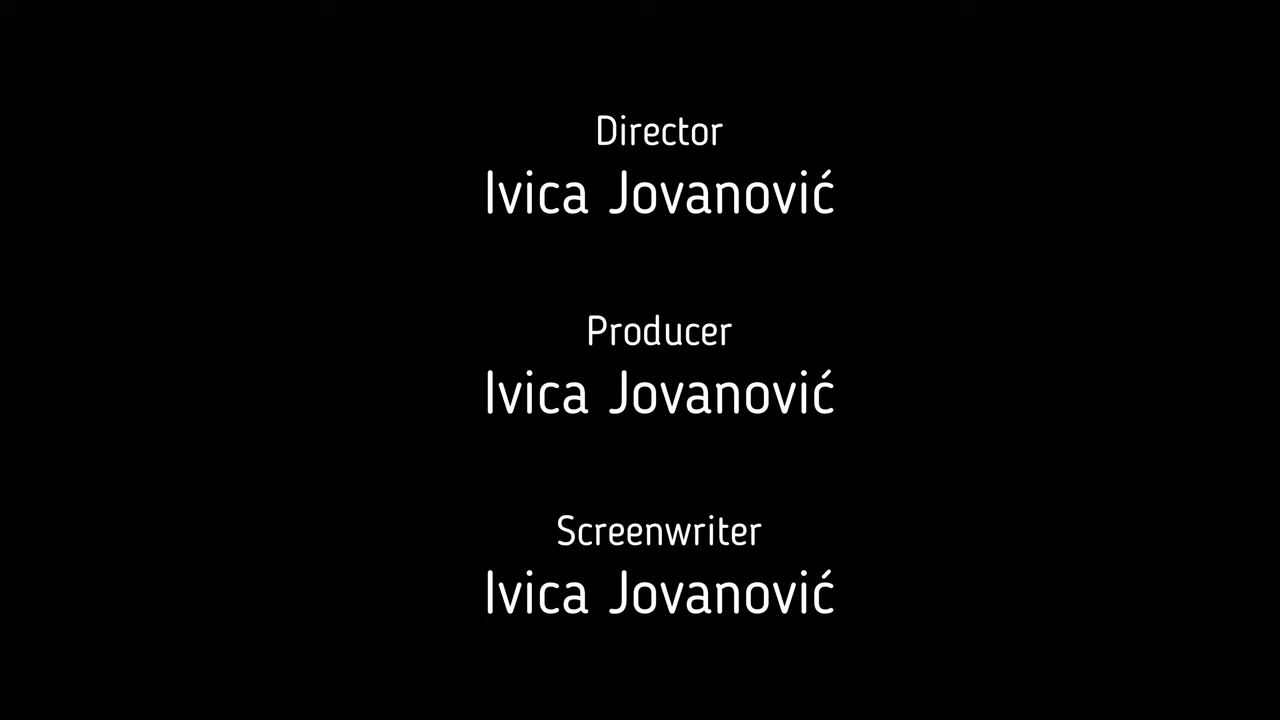 Director
Ivica Jovanović
Producer
Ivica Jovanović
Screenwriter
Ivica Jovanović